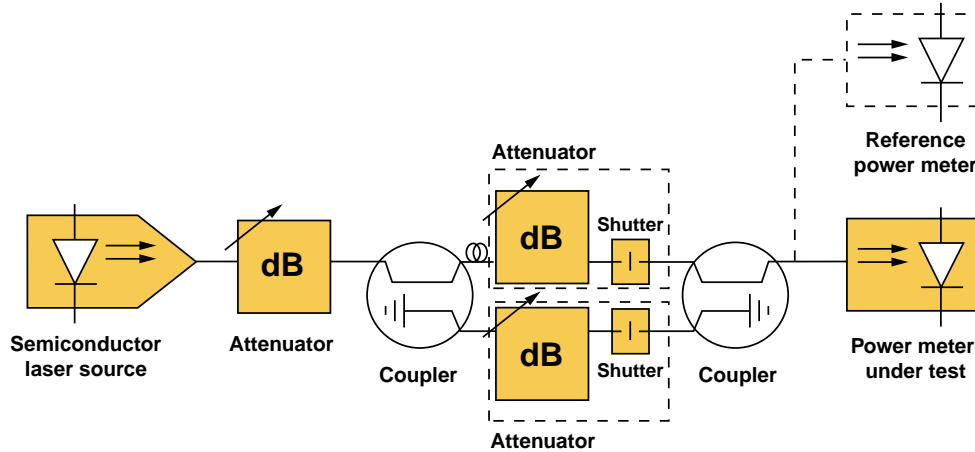 Reference
power meter
Attenuator
Shutter
dB
dB
Semiconductor
laser source
Attenuator
Coupler
dB
Shutter
Coupler
Power meter
under test
Attenuator